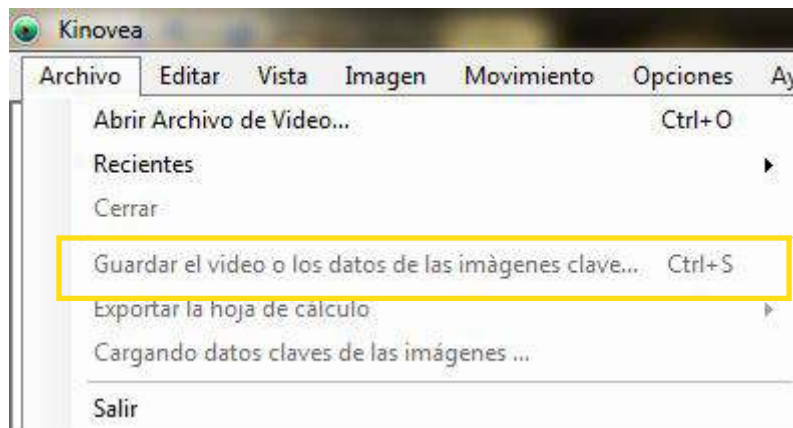 Kinovea
Archivo Editar Vista Imagen Movimiento Opciones
Abrir Archivo de Video... Ctrl+O
Recientes
Cerrar
Guardar el video o los datos de las imàgenes clave... Ctrl+S
Exportar la hoja de cálculo
Cargando datos claves de las imágenes ...
Salir